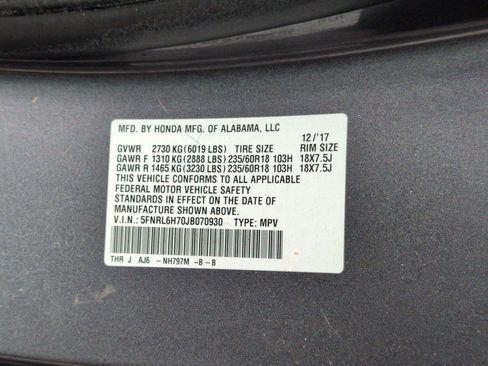 MFD. BY HONDA MFG. OF ALABAMA, LLC 12/'17
GVWR 2730 KG(6019 LBS) TIRE SIZE RIM SIZE
GAWR F 1310 KG(2888 LBS)235/60R18 103H 18X7.5J
GAWR R 1465 KG(3230 LBS)235/60R18 103H 18X7.5J
THIS VEHICLE CONFORMS TO ALL APPLICABLE
FEDERAL MOTOR VEHICLE SAFETY
STANDARDS IN EFFECT ON THE DATE OF
MANUFACTURE SHOWN ABOVE.
V.I.N.: 5FNRL6H70JB070930 TYPE: MPV
THR J AJ6 -NH797M -B-B